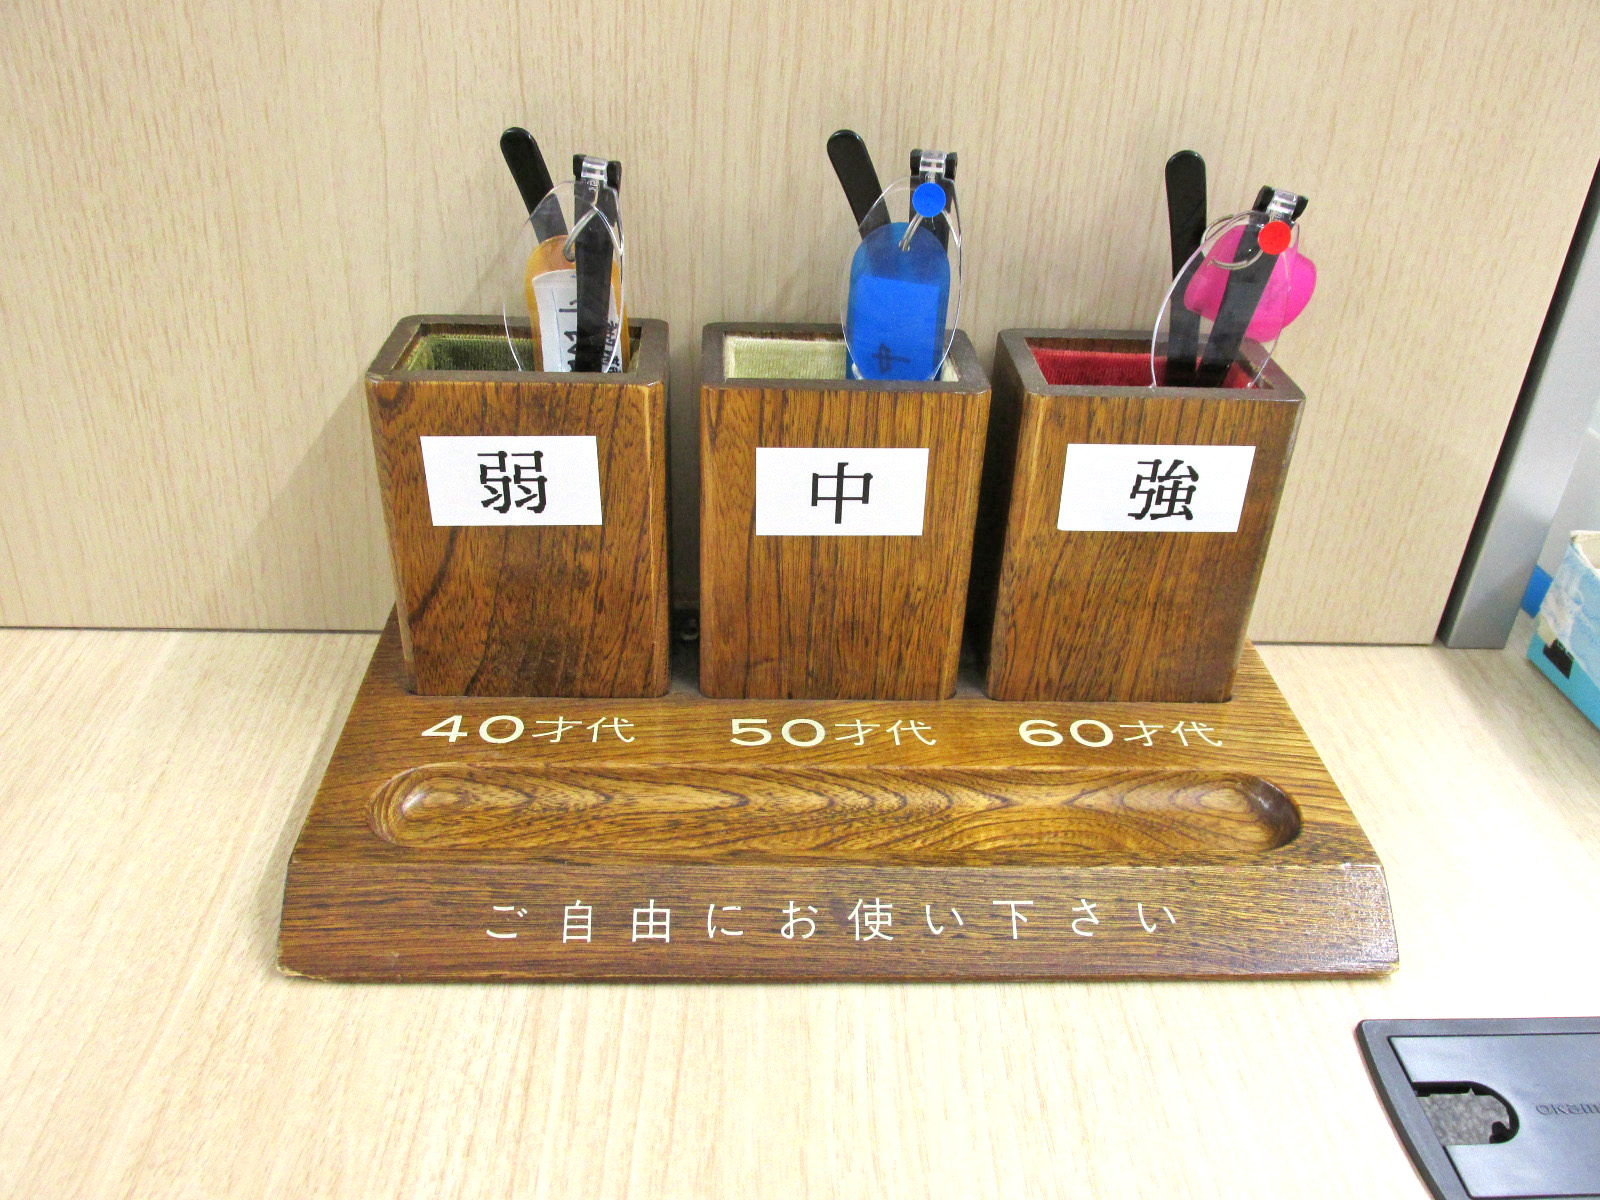 弱
中
強
40才代
50才代
60才代
ご自由にお使い下さい